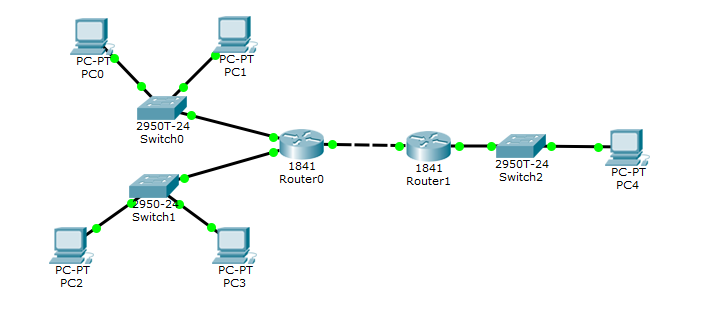 PC-PT
PC0
PC-PT
PC1
2950T-24
Switch0
1841
Router0
1841
Router1
2950T-24
Switch2
PC-PT
PC4
2950-24
Switch1
PC-PT
PC2
PC-PT
PC3